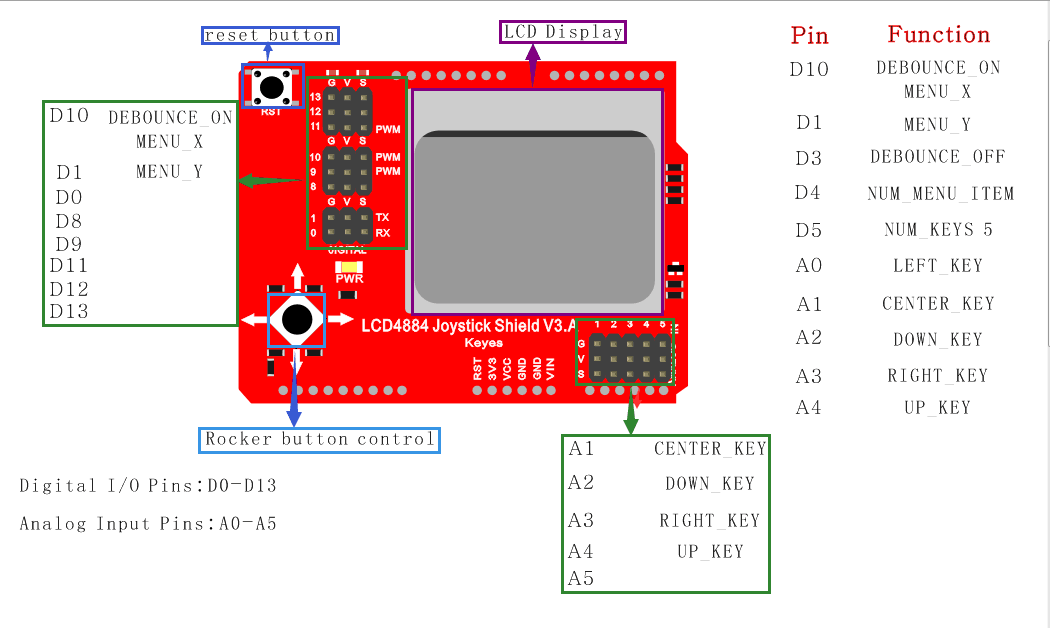 reset button
LCD Display
Pin Function
D10 DEBOUNCE_ON
MENU_X
D1 MENU_Y
D3 DEBOUNCE_OFF
D4 NUM_MENU_ITEM
D5 NUM_KEYS 5
A0 LEFT_KEY
A1 CENTER_KEY
A2 DOWN_KEY
A3 RIGHT_KEY
A4 UP_KEY
D10 DEBOUNCE_ON
MENU_X
D1 MENU_Y
D0
D8
D9
D11
D12
D13
RST
G V S
13
12
11 PWM
G V S
10 PWM
9 PWM
8
G V S
1 TX
0 RX
DIGITAL
PWR
LCD4884 Joystick Shield V3.A
Keyes
RST
3V3
VCC
GND
GND
VIN
1 2 3 4 5
G
V
S
Rocker button control
A1 CENTER_KEY
A2 DOWN_KEY
A3 RIGHT_KEY
A4 UP_KEY
A5
Digital I/O Pins:D0-D13
Analog Input Pins:A0-A5